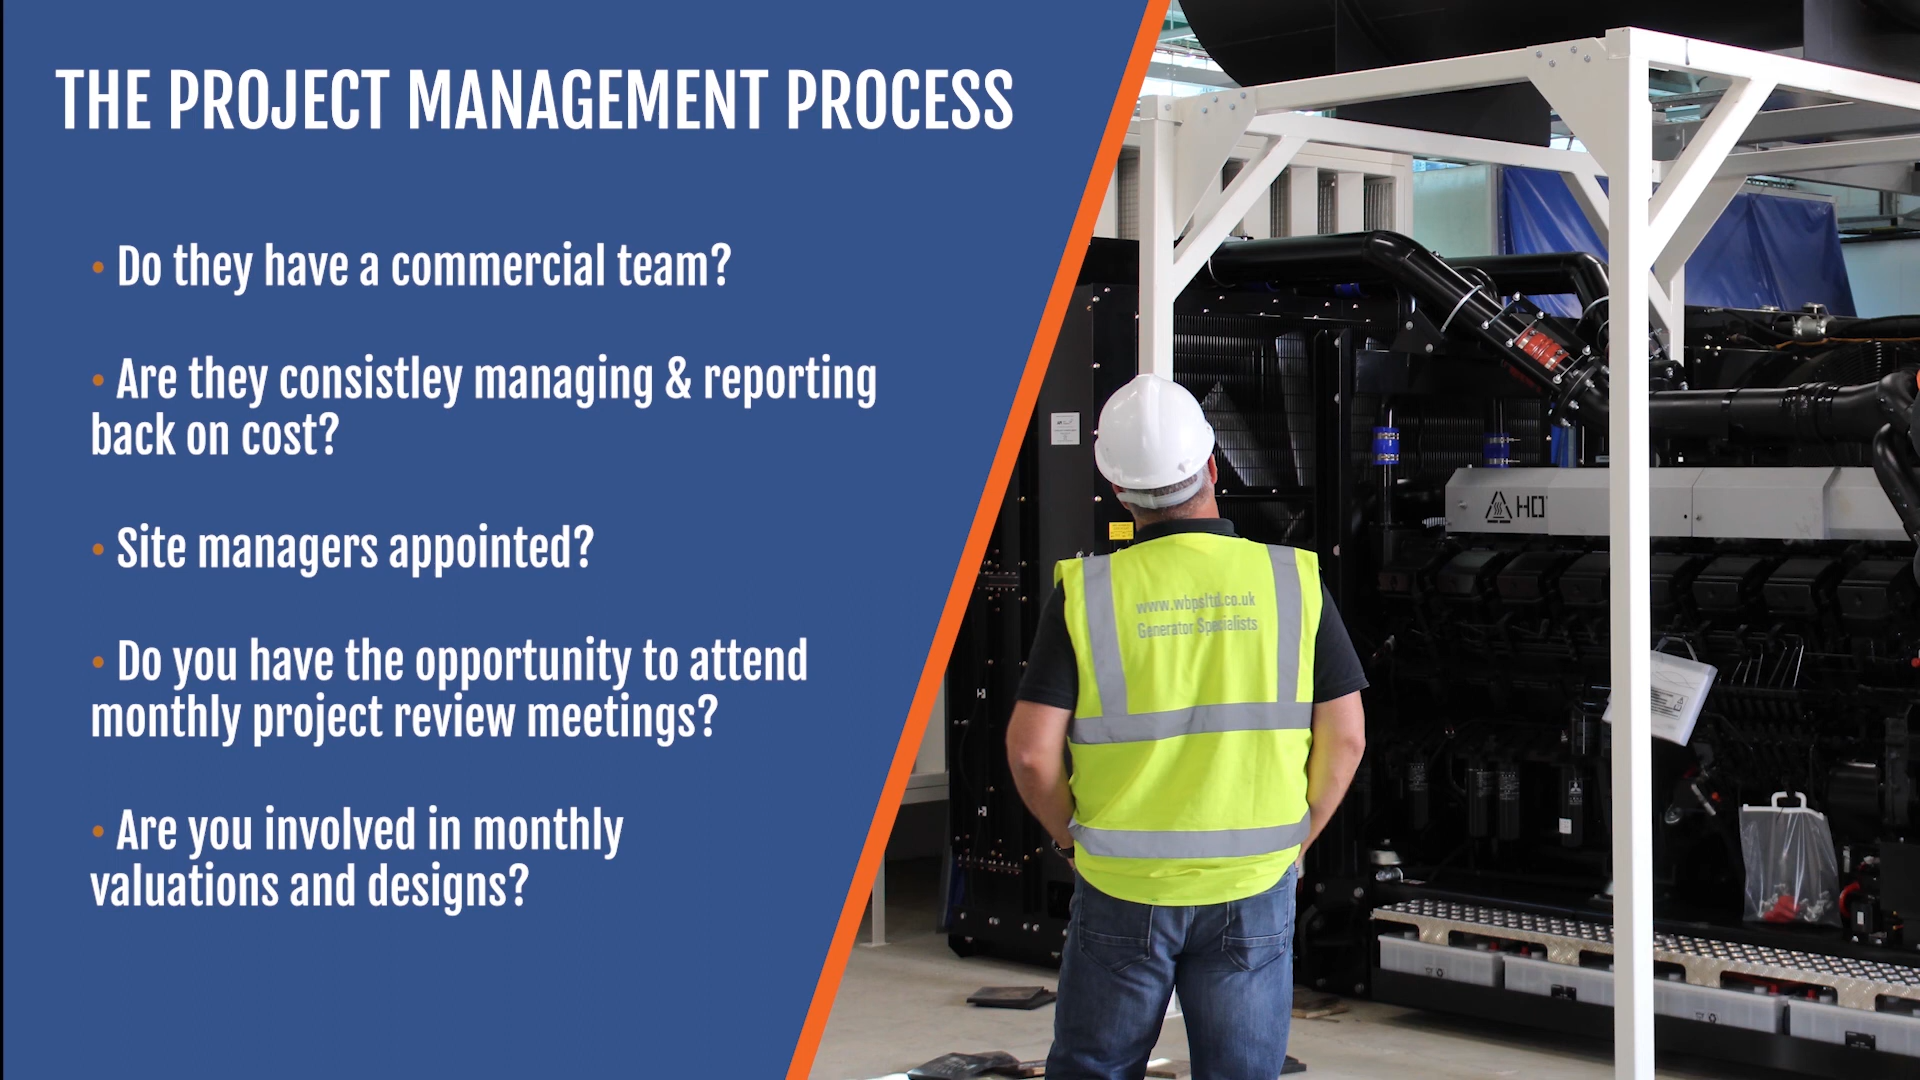 THE PROJECT MANAGEMENT PROCESS
• Do they have a commercial team?
• Are they consistley managing & reporting
back on cost?
• Site managers appointed?
• Do you have the opportunity to attend
monthly project review meetings?
• Are you involved in monthly
valuations and designs?
www.wbpsltd.co.uk
Generator Specialists
HO